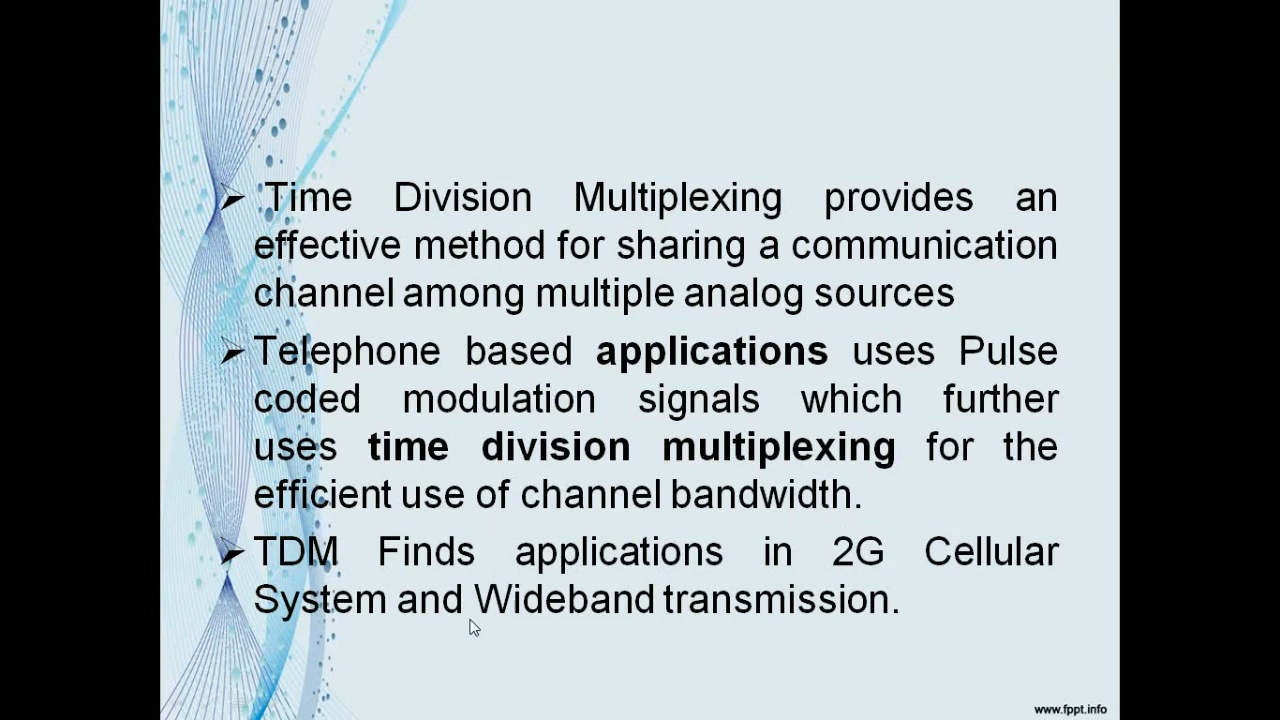 ➢ Time Division Multiplexing provides an
effective method for sharing a communication
channel among multiple analog sources
➢ Telephone based applications uses Pulse
coded modulation signals which further
uses time division multiplexing for the
efficient use of channel bandwidth.
➢ TDM Finds applications in 2G Cellular
System and Wideband transmission.
www.fppt.info